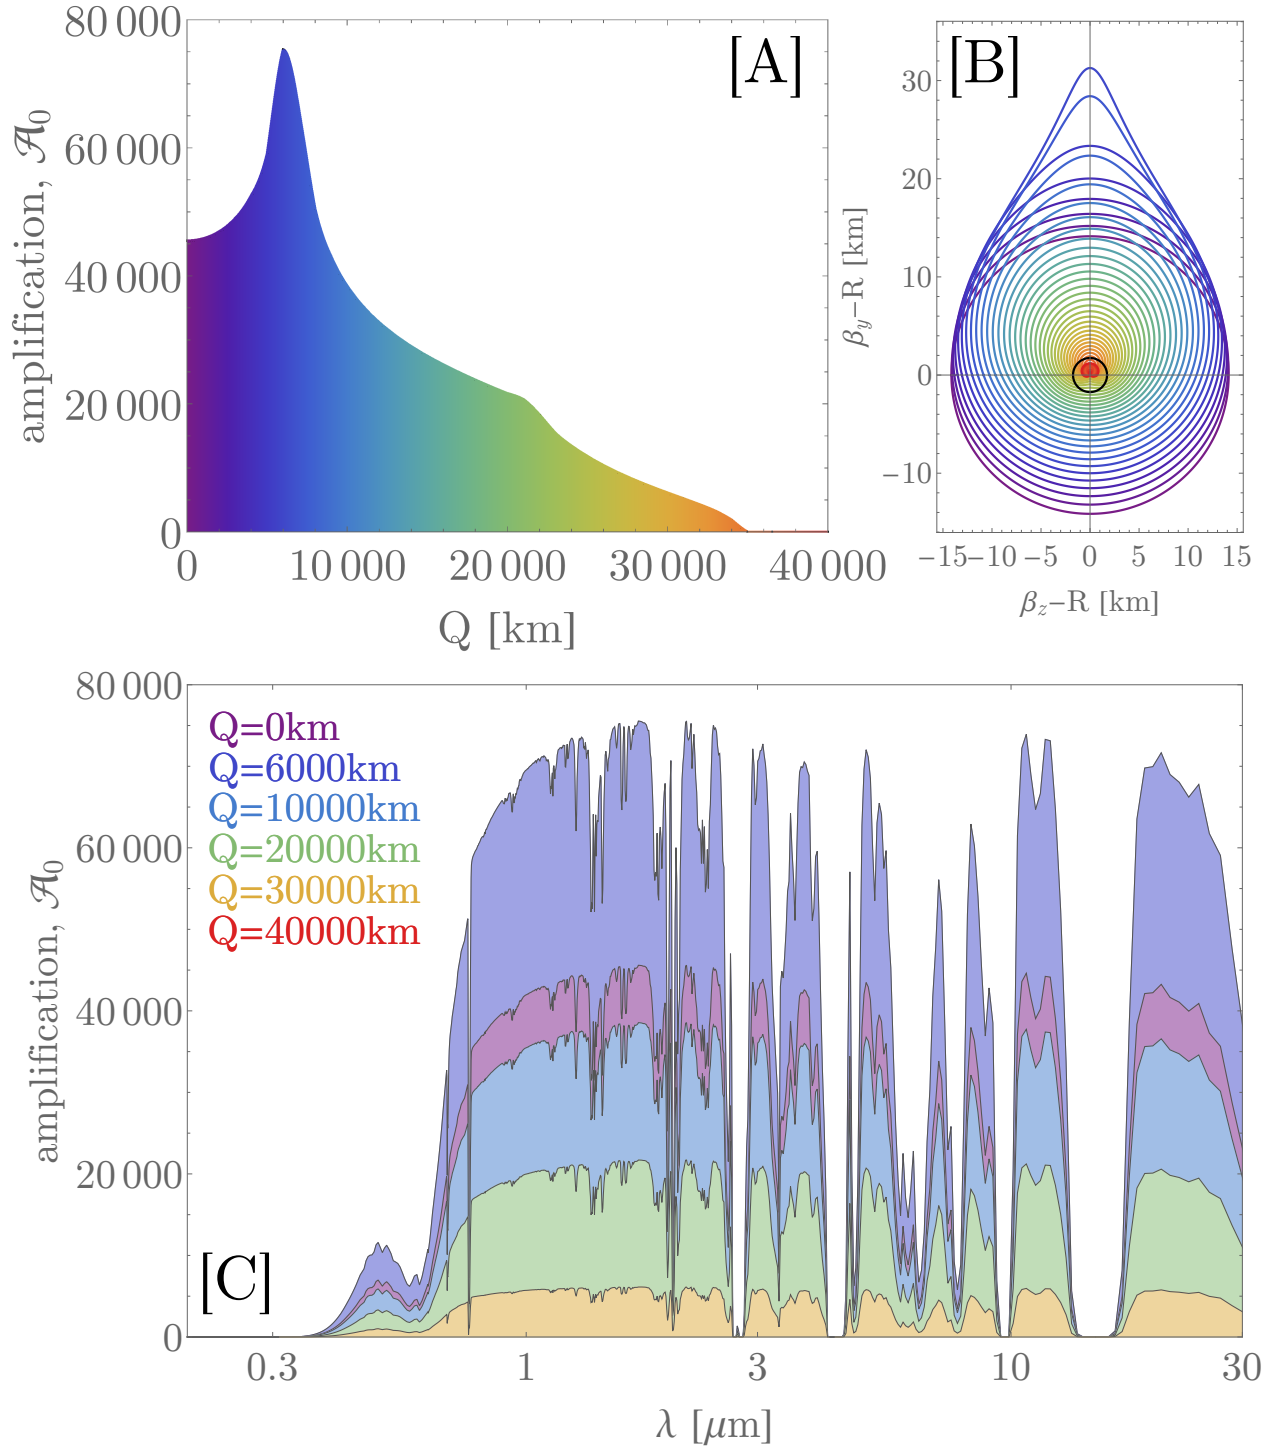 [A]
80 000
60 000
40 000
20 000
0
amplification, 𝒜₀
0 10 000 20 000 30 000 40 000
Q [km]
[B]
30
20
10
0
−10
βy−R [km]
−15 −10 −5 0 5 10 15
βz−R [km]
80 000
60 000
40 000
20 000
0
amplification, 𝒜₀
Q=0km
Q=6000km
Q=10000km
Q=20000km
Q=30000km
Q=40000km
[C]
0.3 1 3 10 30
λ [μm]